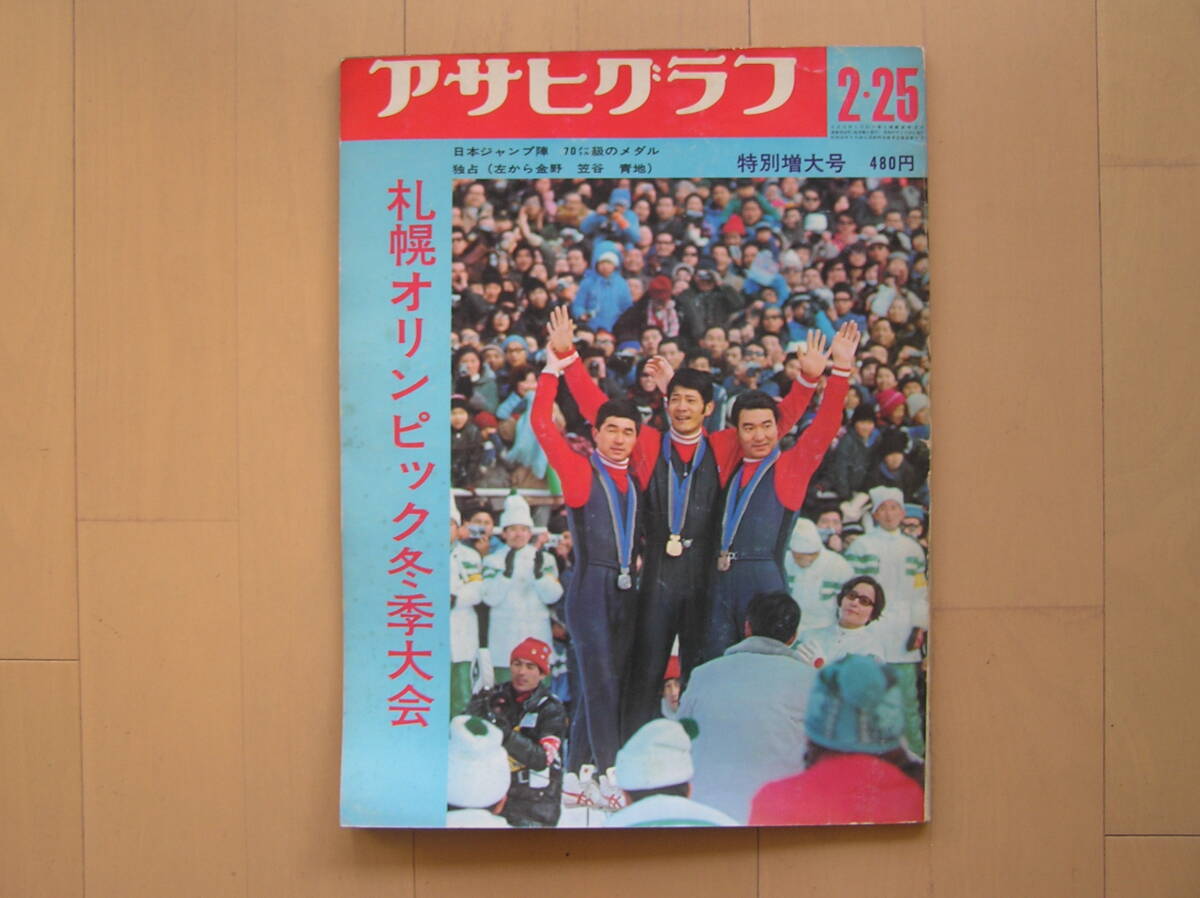 アサヒグラフ
2・25
日本ジャンプ陣 70メートル級のメダル
独占(左から金野 笠谷 青地)
特別増大号 480円
札幌オリンピック冬季大会